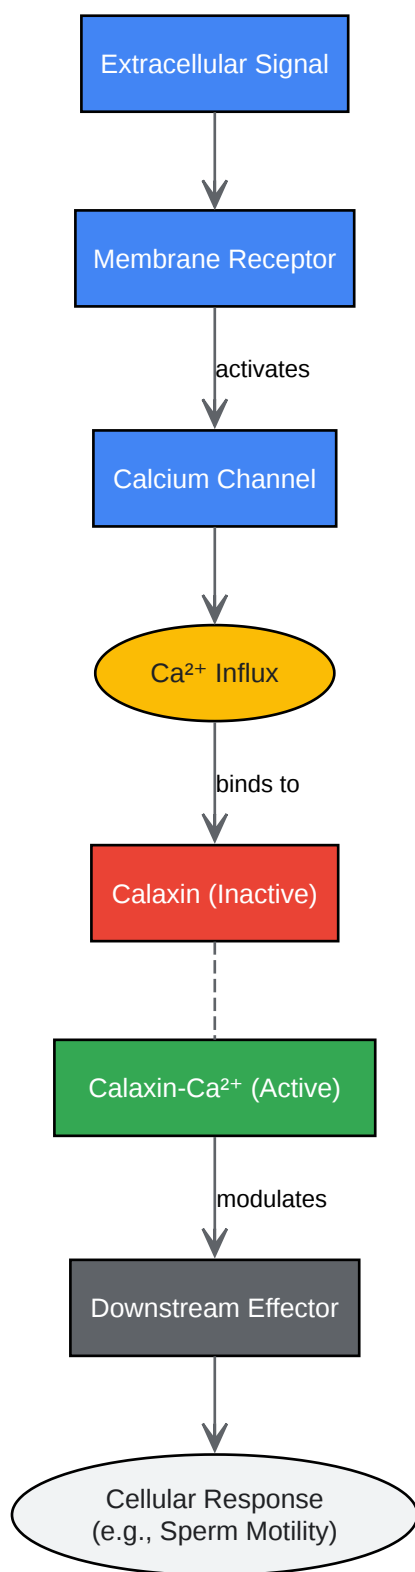 Extracellular Signal
Membrane Receptor
activates
Calcium Channel
Ca²⁺ Influx
binds to
Calaxin (Inactive)
Calaxin-Ca²⁺ (Active)
modulates
Downstream Effector
Cellular Response
(e.g., Sperm Motility)